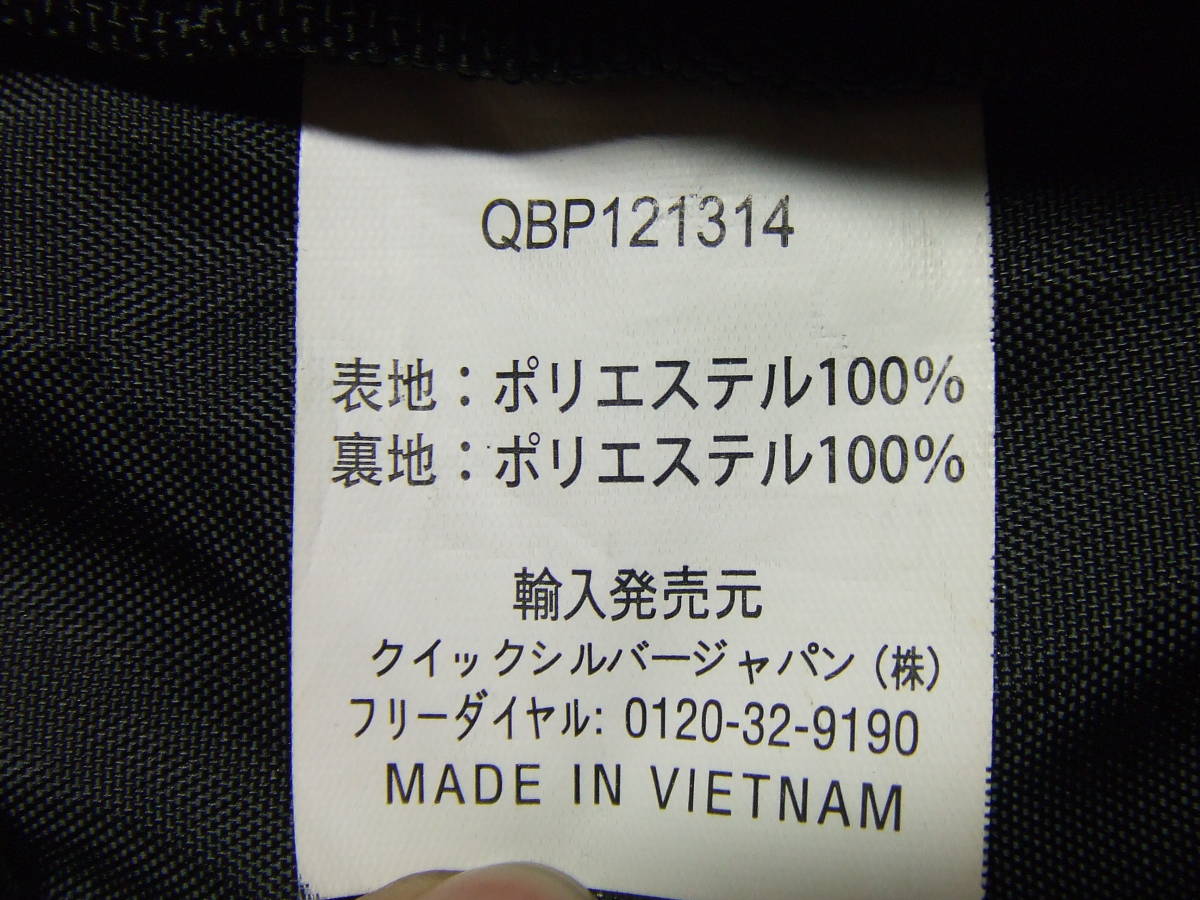 QBP121314
表地：ポリエステル100%
裏地：ポリエステル100%
輸入発売元
クイックシルバージャパン（株）
フリーダイヤル: 0120-32-9190
MADE IN VIETNAM